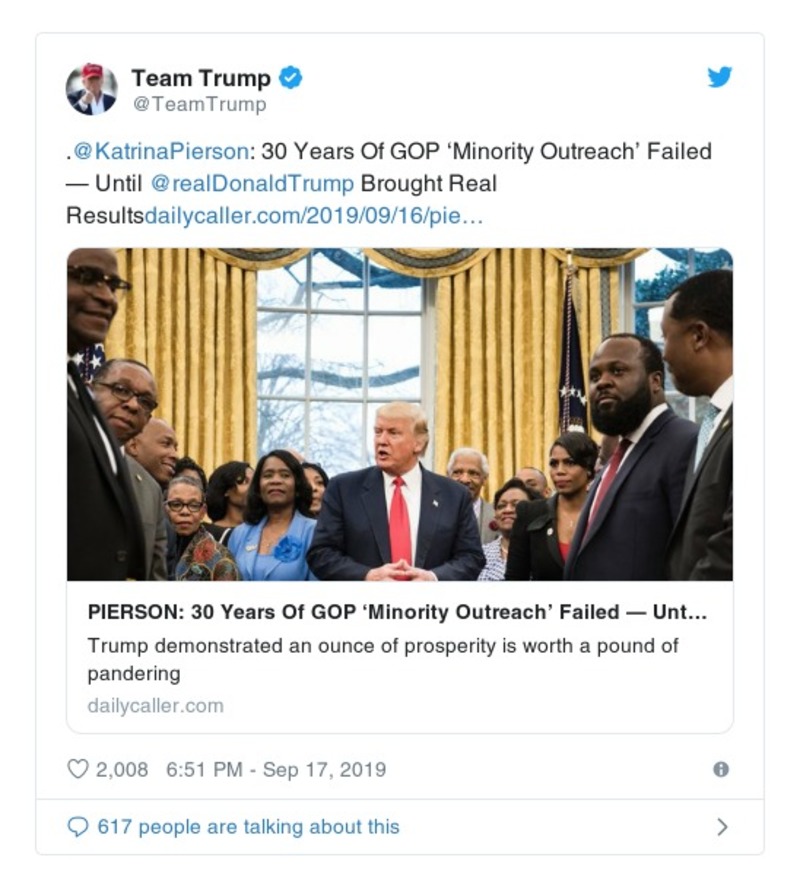 Team Trump
@TeamTrump
.@KatrinaPierson: 30 Years Of GOP ‘Minority Outreach’ Failed
— Until @realDonaldTrump Brought Real
Resultsdailycaller.com/2019/09/16/pie…
PIERSON: 30 Years Of GOP ‘Minority Outreach’ Failed — Unt…
Trump demonstrated an ounce of prosperity is worth a pound of
pandering
dailycaller.com
2,008 6:51 PM - Sep 17, 2019
617 people are talking about this